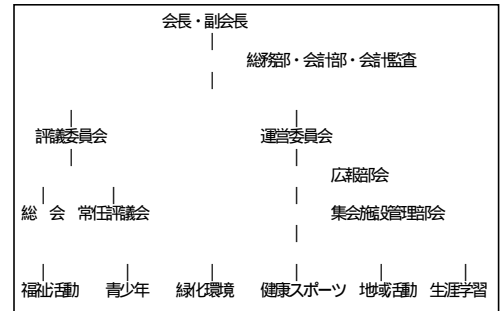 会長・副会長
総務部・会計部・会計監査
評議委員会 運営委員会
広報部会
総 会 常任評議会 集会施設管理部会
福祉活動 青少年 緑化環境 健康スポーツ 地域活動 生涯学習